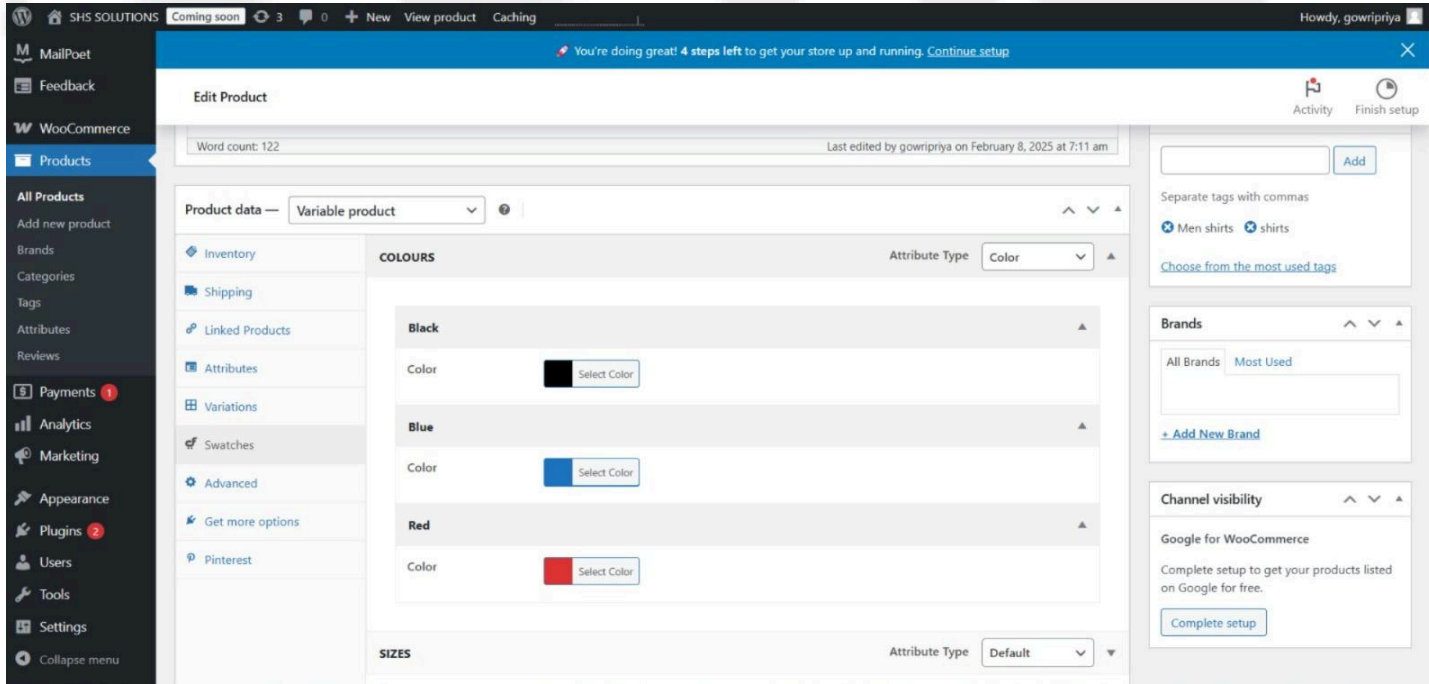 SHS SOLUTIONS Coming soon 3 0 New View product Caching Howdy, gowripriya
MailPoet
Feedback
WooCommerce
Products
All Products
Add new product
Brands
Categories
Tags
Attributes
Reviews
Payments 1
Analytics
Marketing
Appearance
Plugins 2
Users
Tools
Settings
Collapse menu
You're doing great! 4 steps left to get your store up and running. Continue setup
Edit Product
Activity Finish setup
Word count: 122 Last edited by gowripriya on February 8, 2025 at 7:11 am
Product data — Variable product
Inventory
Shipping
Linked Products
Attributes
Variations
Swatches
Advanced
Get more options
Pinterest
COLOURS Attribute Type Color
Black
Color Select Color
Blue
Color Select Color
Red
Color Select Color
SIZES Attribute Type Default
Add
Separate tags with commas
Men shirts shirts
Choose from the most used tags
Brands
All Brands Most Used
+ Add New Brand
Channel visibility
Google for WooCommerce
Complete setup to get your products listed
on Google for free.
Complete setup